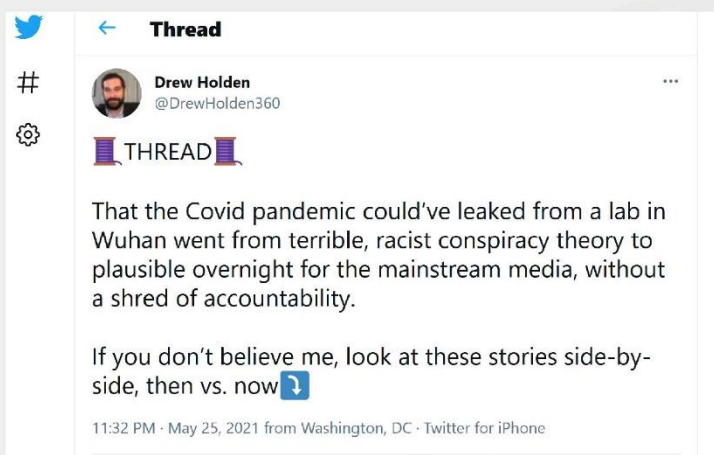 Thread
Drew Holden
@DrewHolden360
THREAD
That the Covid pandemic could've leaked from a lab in
Wuhan went from terrible, racist conspiracy theory to
plausible overnight for the mainstream media, without
a shred of accountability.
If you don't believe me, look at these stories side-by-
side, then vs. now
11:32 PM · May 25, 2021 from Washington, DC · Twitter for iPhone